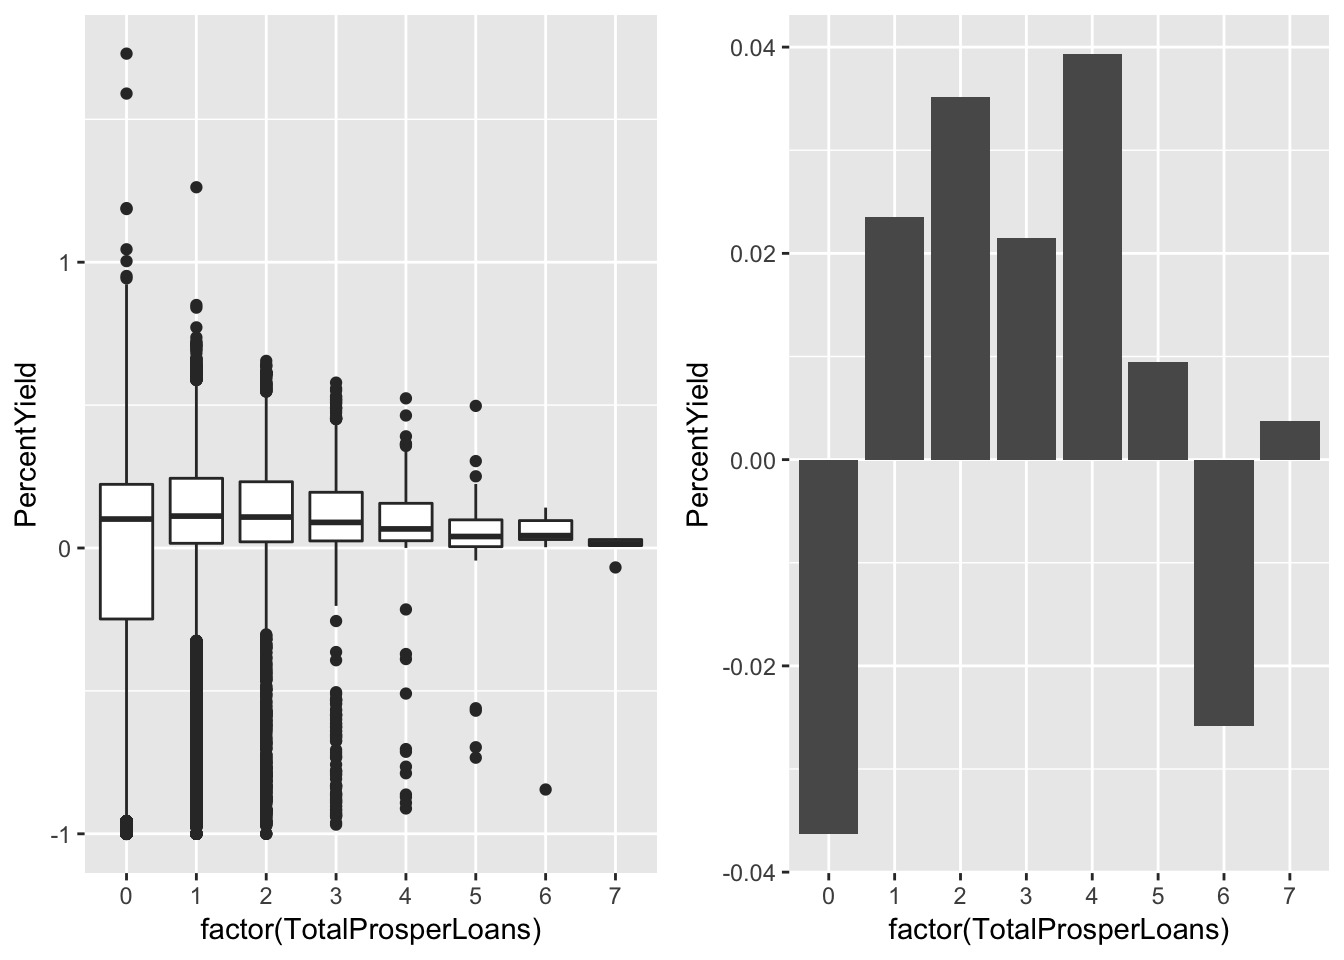 PercentYield
1
0
-1
0 1 2 3 4 5 6 7
factor(TotalProsperLoans)
PercentYield
0.04
0.02
0.00
-0.02
-0.04
0 1 2 3 4 5 6 7
factor(TotalProsperLoans)